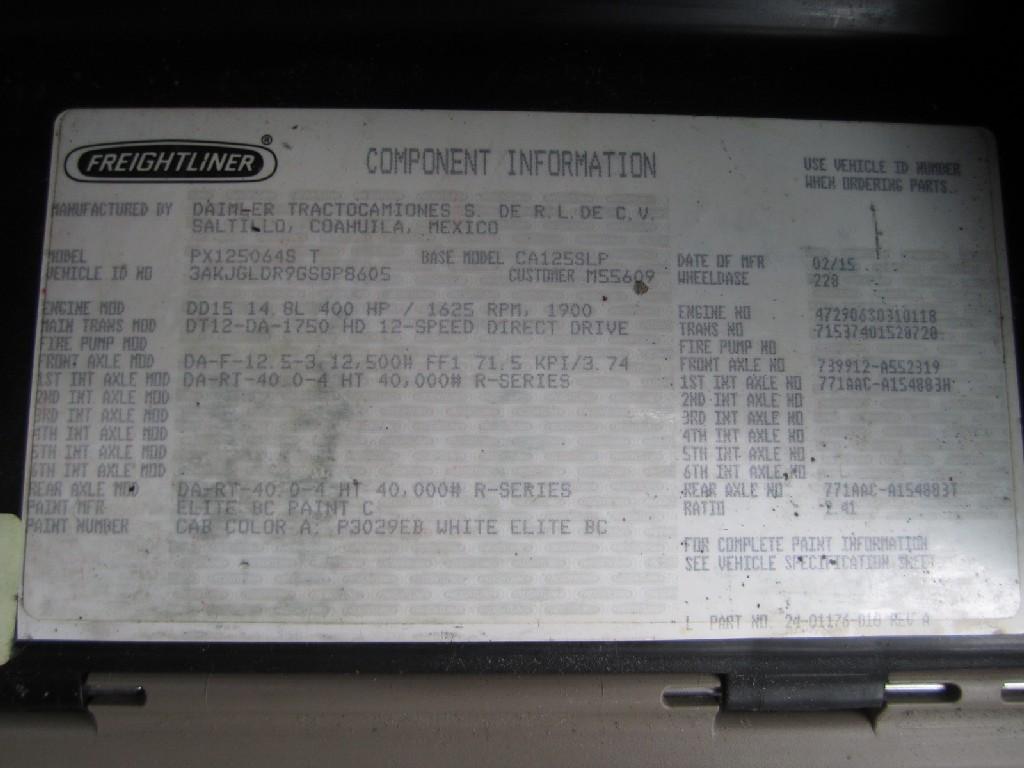 FREIGHTLINER®
COMPONENT INFORMATION
USE VEHICLE ID NUMBER
WHEN ORDERING PARTS.
MANUFACTURED BY DAIMLER TRACTOCAMIONES S. DE R.L.DE C.V.
SALTILLO, COAHUILA, MEXICO
MODEL PX125064S T BASE MODEL CA125SLP DATE OF MFR 02/15
VEHICLE ID NO 3AKJGLDR9GSGP8605 CUSTOMER M55609 WHEELBASE 228
ENGINE MOD DD15 14.8L 400 HP / 1625 RPM, 1900 ENGINE NO 472906S0310118
MAIN TRANS MOD DT12-DA-1750 HD 12-SPEED DIRECT DRIVE TRANS NO 71537401528728
FIRE PUMP MOD FIRE PUMP NO
FRONT AXLE MOD DA-F-12.5-3 12,500# FF1 71.5 KPI/3.74 FRONT AXLE NO 739912-A552319
1ST INT AXLE MOD DA-RT-40.0-4 HT 40,000# R-SERIES 1ST INT AXLE NO 771AAC-A154883H
2ND INT AXLE MOD 2ND INT AXLE NO
3RD INT AXLE MOD 3RD INT AXLE NO
4TH INT AXLE MOD 4TH INT AXLE NO
5TH INT AXLE MOD 5TH INT AXLE NO
6TH INT AXLE MOD 6TH INT AXLE NO
REAR AXLE MOD DA-RT-40.0-4 HT 40,000# R-SERIES REAR AXLE NO 771AAC-A154883T
PAINT MFR ELITE BC PAINT C RATIO 2.41
PAINT NUMBER CAB COLOR A: P3029EB WHITE ELITE BC
FOR COMPLETE PAINT INFORMATION
SEE VEHICLE SPECIFICATION SHEET
L PART NO. 24-01176-010 REV A